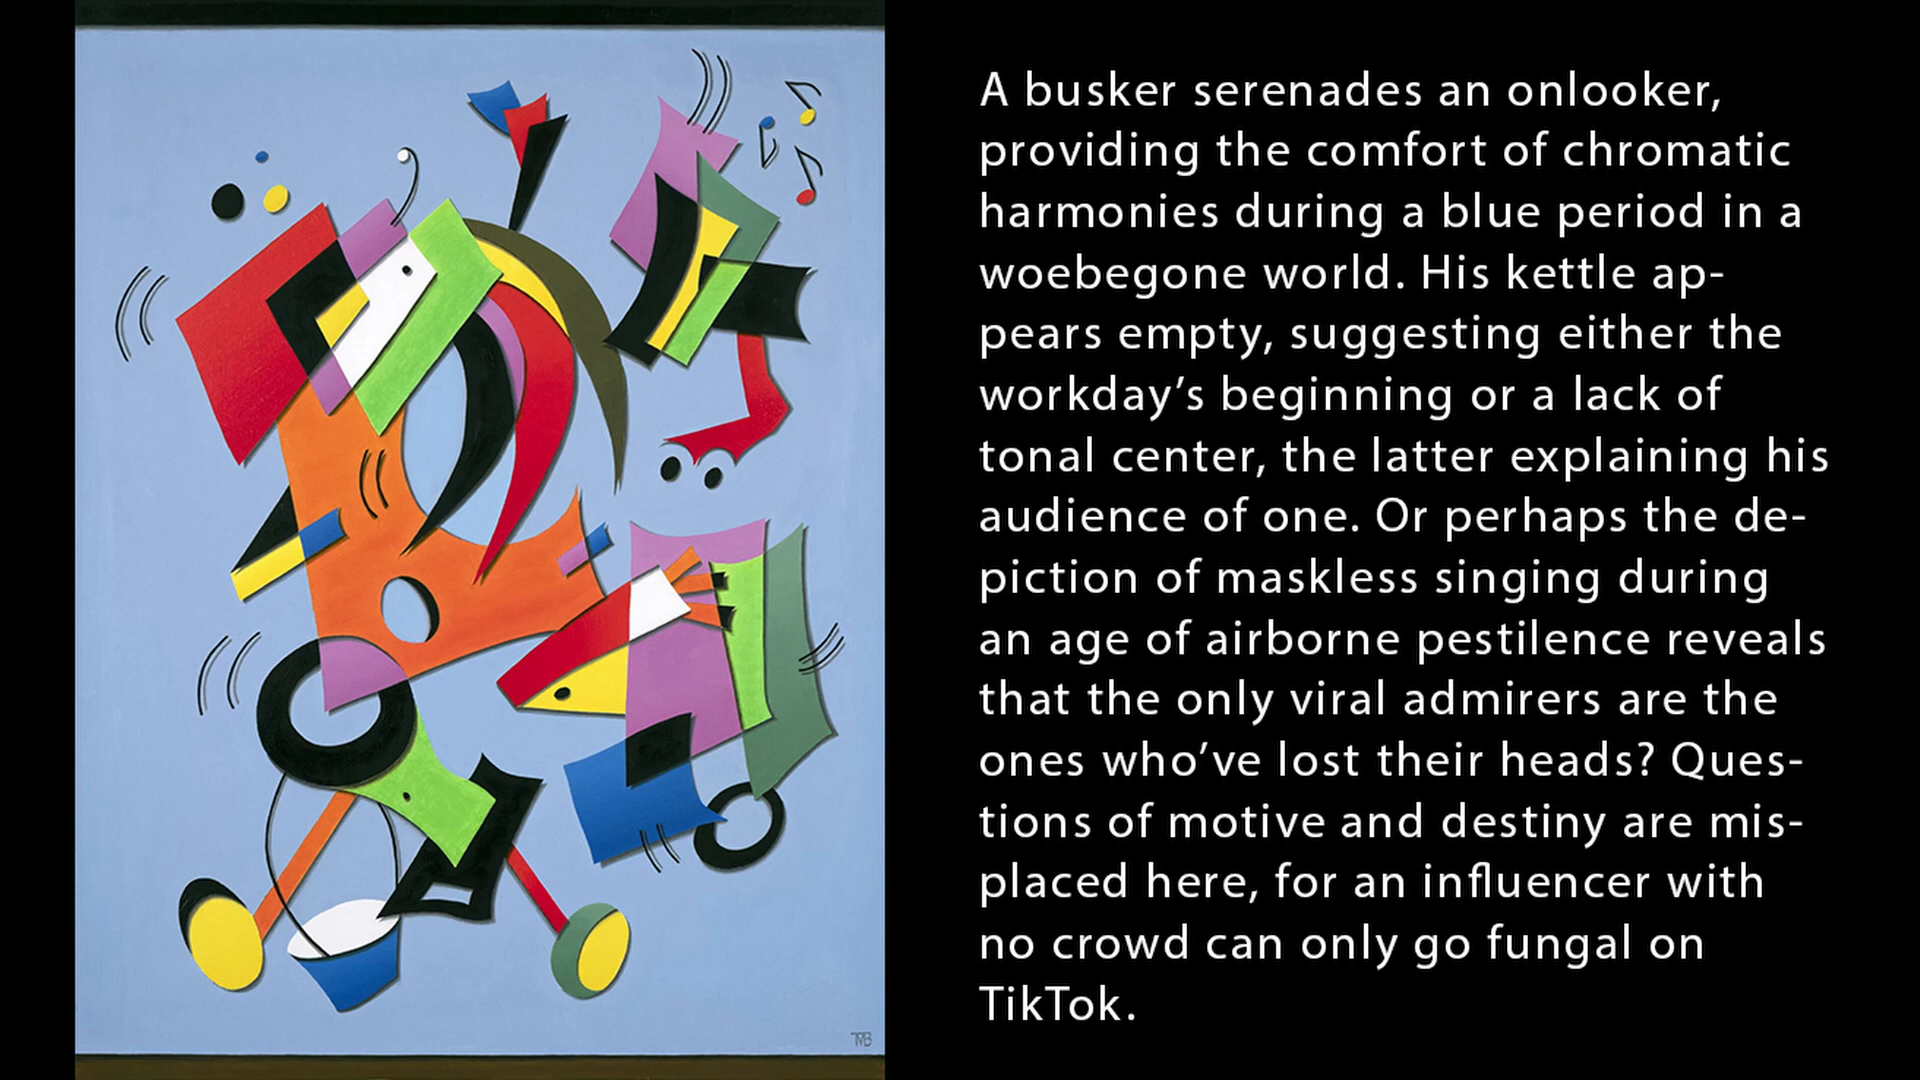 A busker serenades an onlooker,
providing the comfort of chromatic
harmonies during a blue period in a
woebegone world. His kettle ap-
pears empty, suggesting either the
workday’s beginning or a lack of
tonal center, the latter explaining his
audience of one. Or perhaps the de-
piction of maskless singing during
an age of airborne pestilence reveals
that the only viral admirers are the
ones who’ve lost their heads? Ques-
tions of motive and destiny are mis-
placed here, for an influencer with
no crowd can only go fungal on
TikTok.
TMB